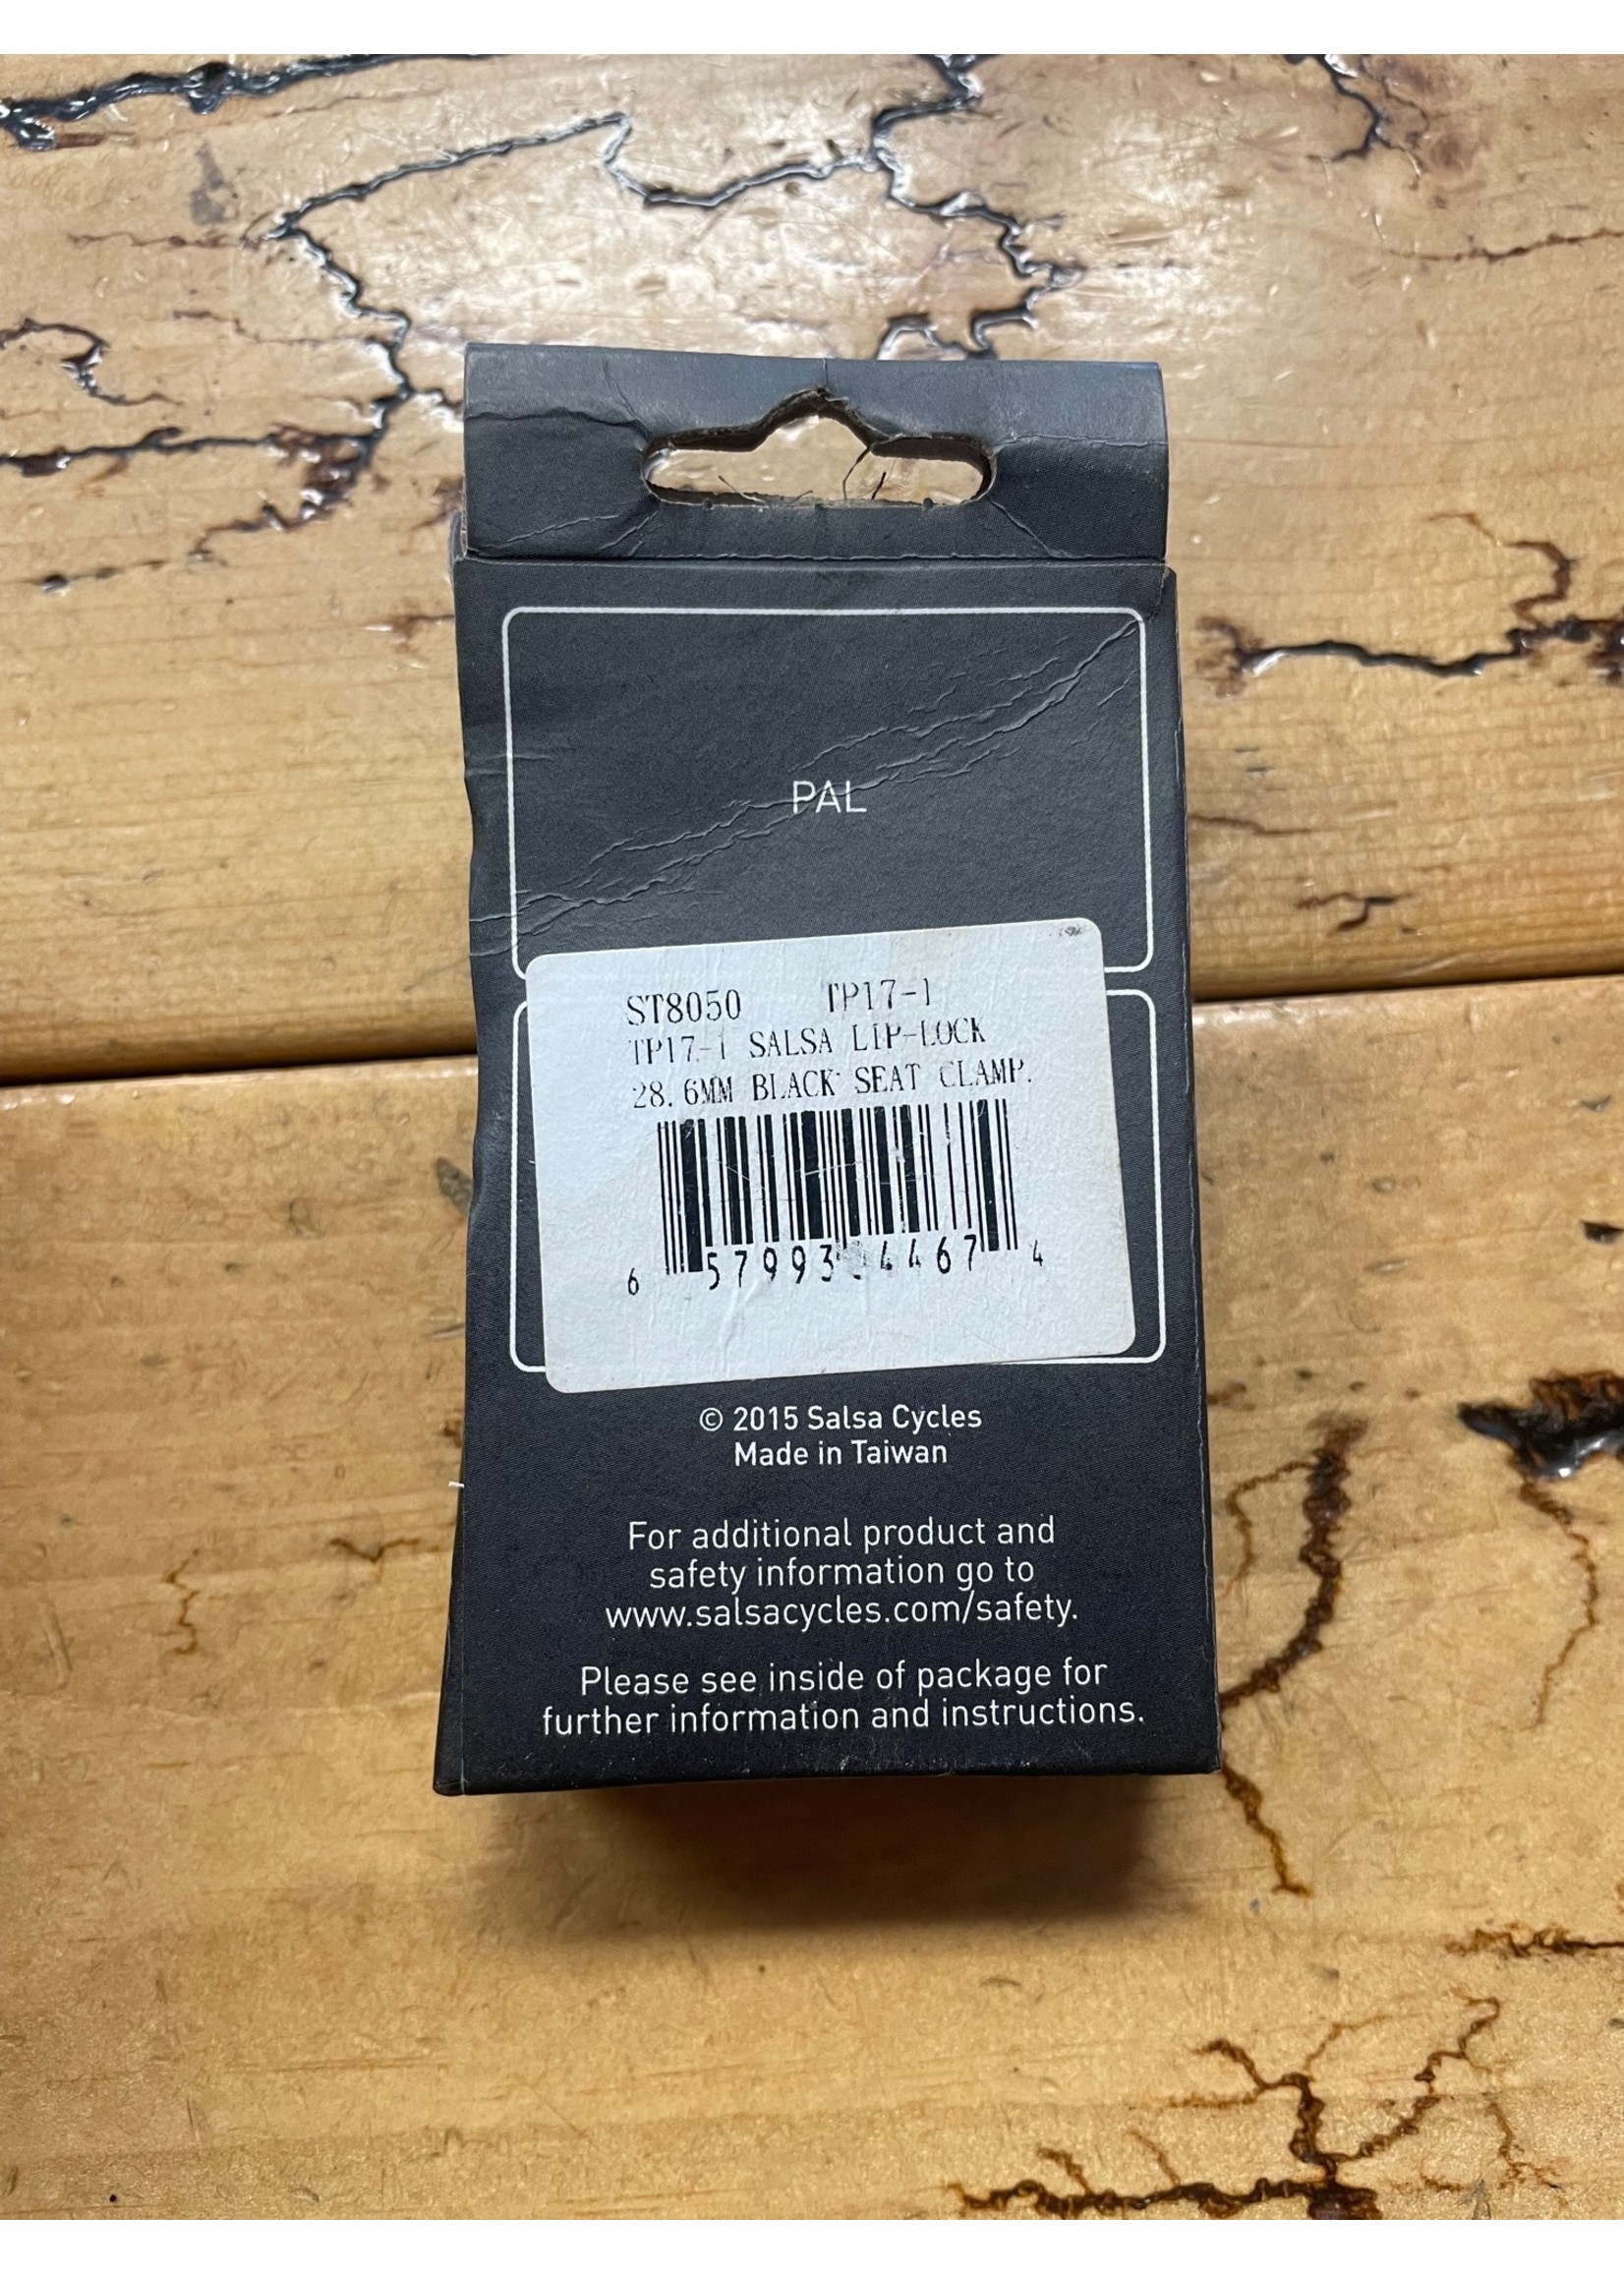 PAL
ST8050 TP17-1
TP17-1 SALSA LIP-LOCK
28.6MM BLACK SEAT CLAMP.
6 4
© 2015 Salsa Cycles
Made in Taiwan
For additional product and
safety information go to
www.salsacycles.com/safety.
Please see inside of package for
further information and instructions.